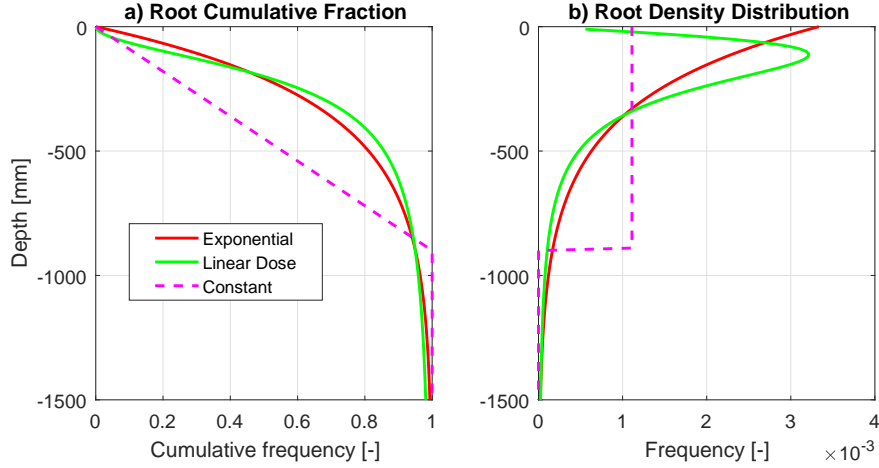 a) Root Cumulative Fraction
0
-500
-1000
-1500
Depth [mm]
Exponential
Linear Dose
Constant
0 0.2 0.4 0.6 0.8 1
Cumulative frequency [-]
b) Root Density Distribution
0
-500
-1000
-1500
0 1 2 3 4
Frequency [-]
×10⁻³